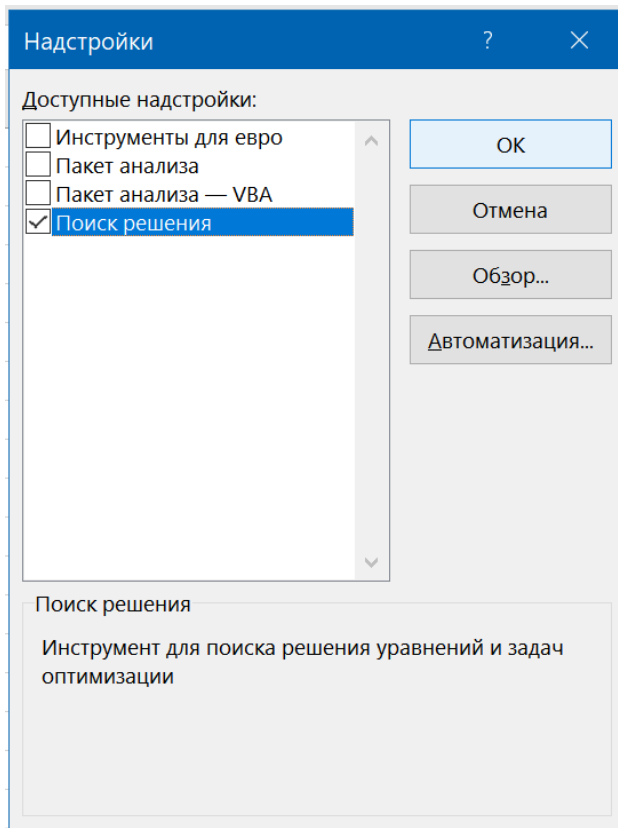 Надстройки
Доступные надстройки:
Инструменты для евро
Пакет анализа
Пакет анализа — VBA
Поиск решения
ОК
Отмена
Обзор...
Автоматизация...
Поиск решения
Инструмент для поиска решения уравнений и задач
оптимизации